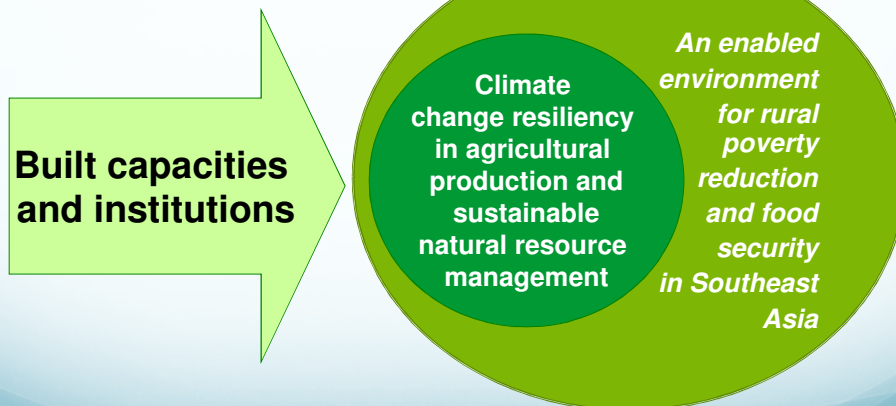 Built capacities
and institutions
Climate
change resiliency
in agricultural
production and
sustainable
natural resource
management
An enabled
environment
for rural
poverty
reduction
and food
security
in Southeast
Asia